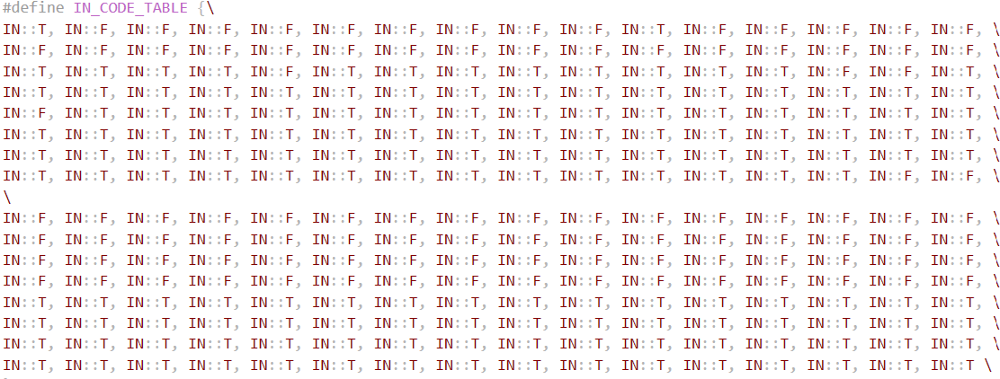 #define IN_CODE_TABLE {\
IN::T, IN::F, IN::F, IN::F, IN::F, IN::F, IN::F, IN::F, IN::F, IN::F, IN::T, IN::F, IN::F, IN::F, IN::F, IN::F, \
IN::F, IN::F, IN::F, IN::F, IN::F, IN::F, IN::F, IN::F, IN::F, IN::F, IN::F, IN::F, IN::F, IN::F, IN::F, IN::F, \
IN::T, IN::T, IN::T, IN::T, IN::F, IN::T, IN::T, IN::T, IN::T, IN::T, IN::T, IN::T, IN::T, IN::F, IN::F, IN::T, \
IN::T, IN::T, IN::T, IN::T, IN::T, IN::T, IN::T, IN::T, IN::T, IN::T, IN::T, IN::T, IN::T, IN::T, IN::T, IN::T, \
IN::F, IN::T, IN::T, IN::T, IN::T, IN::T, IN::T, IN::T, IN::T, IN::T, IN::T, IN::T, IN::T, IN::T, IN::T, IN::T, \
IN::T, IN::T, IN::T, IN::T, IN::T, IN::T, IN::T, IN::T, IN::T, IN::T, IN::T, IN::T, IN::T, IN::T, IN::T, IN::T, \
IN::T, IN::T, IN::T, IN::T, IN::T, IN::T, IN::T, IN::T, IN::T, IN::T, IN::T, IN::T, IN::T, IN::T, IN::T, IN::T, \
IN::T, IN::T, IN::T, IN::T, IN::T, IN::T, IN::T, IN::T, IN::T, IN::T, IN::T, IN::T, IN::T, IN::T, IN::F, IN::F, \
\
IN::F, IN::F, IN::F, IN::F, IN::F, IN::F, IN::F, IN::F, IN::F, IN::F, IN::F, IN::F, IN::F, IN::F, IN::F, IN::F, \
IN::F, IN::F, IN::F, IN::F, IN::F, IN::F, IN::F, IN::F, IN::F, IN::F, IN::F, IN::F, IN::F, IN::F, IN::F, IN::F, \
IN::F, IN::F, IN::F, IN::F, IN::F, IN::F, IN::F, IN::F, IN::F, IN::F, IN::F, IN::F, IN::F, IN::F, IN::F, IN::F, \
IN::F, IN::F, IN::F, IN::F, IN::F, IN::F, IN::F, IN::F, IN::F, IN::F, IN::F, IN::F, IN::F, IN::F, IN::F, IN::F, \
IN::T, IN::T, IN::T, IN::T, IN::T, IN::T, IN::T, IN::T, IN::T, IN::T, IN::T, IN::T, IN::T, IN::T, IN::T, IN::T, \
IN::T, IN::T, IN::T, IN::T, IN::T, IN::T, IN::T, IN::T, IN::T, IN::T, IN::T, IN::T, IN::T, IN::T, IN::T, IN::T, \
IN::T, IN::T, IN::T, IN::T, IN::T, IN::T, IN::T, IN::T, IN::T, IN::T, IN::T, IN::T, IN::T, IN::T, IN::T, IN::T, \
IN::T, IN::T, IN::T, IN::T, IN::T, IN::T, IN::T, IN::T, IN::T, IN::T, IN::T, IN::T, IN::T, IN::T, IN::T, IN::T \